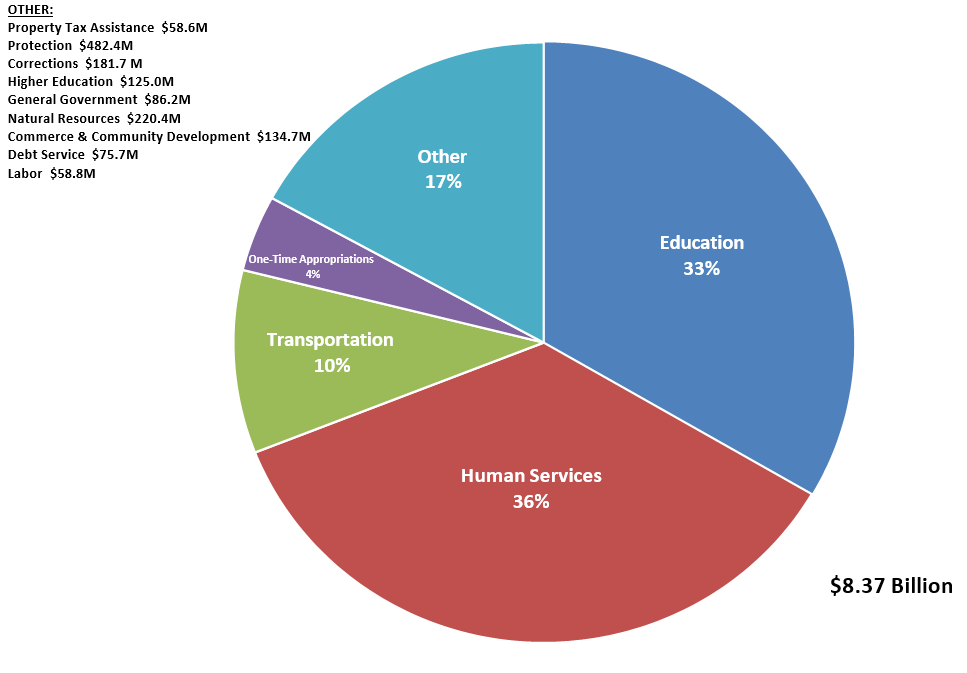 OTHER:
Property Tax Assistance $58.6M
Protection $482.4M
Corrections $181.7 M
Higher Education $125.0M
General Government $86.2M
Natural Resources $220.4M
Commerce & Community Development $134.7M
Debt Service $75.7M
Labor $58.8M
Other
17%
Education
33%
One-Time Appropriations
4%
Transportation
10%
Human Services
36%
$8.37 Billion